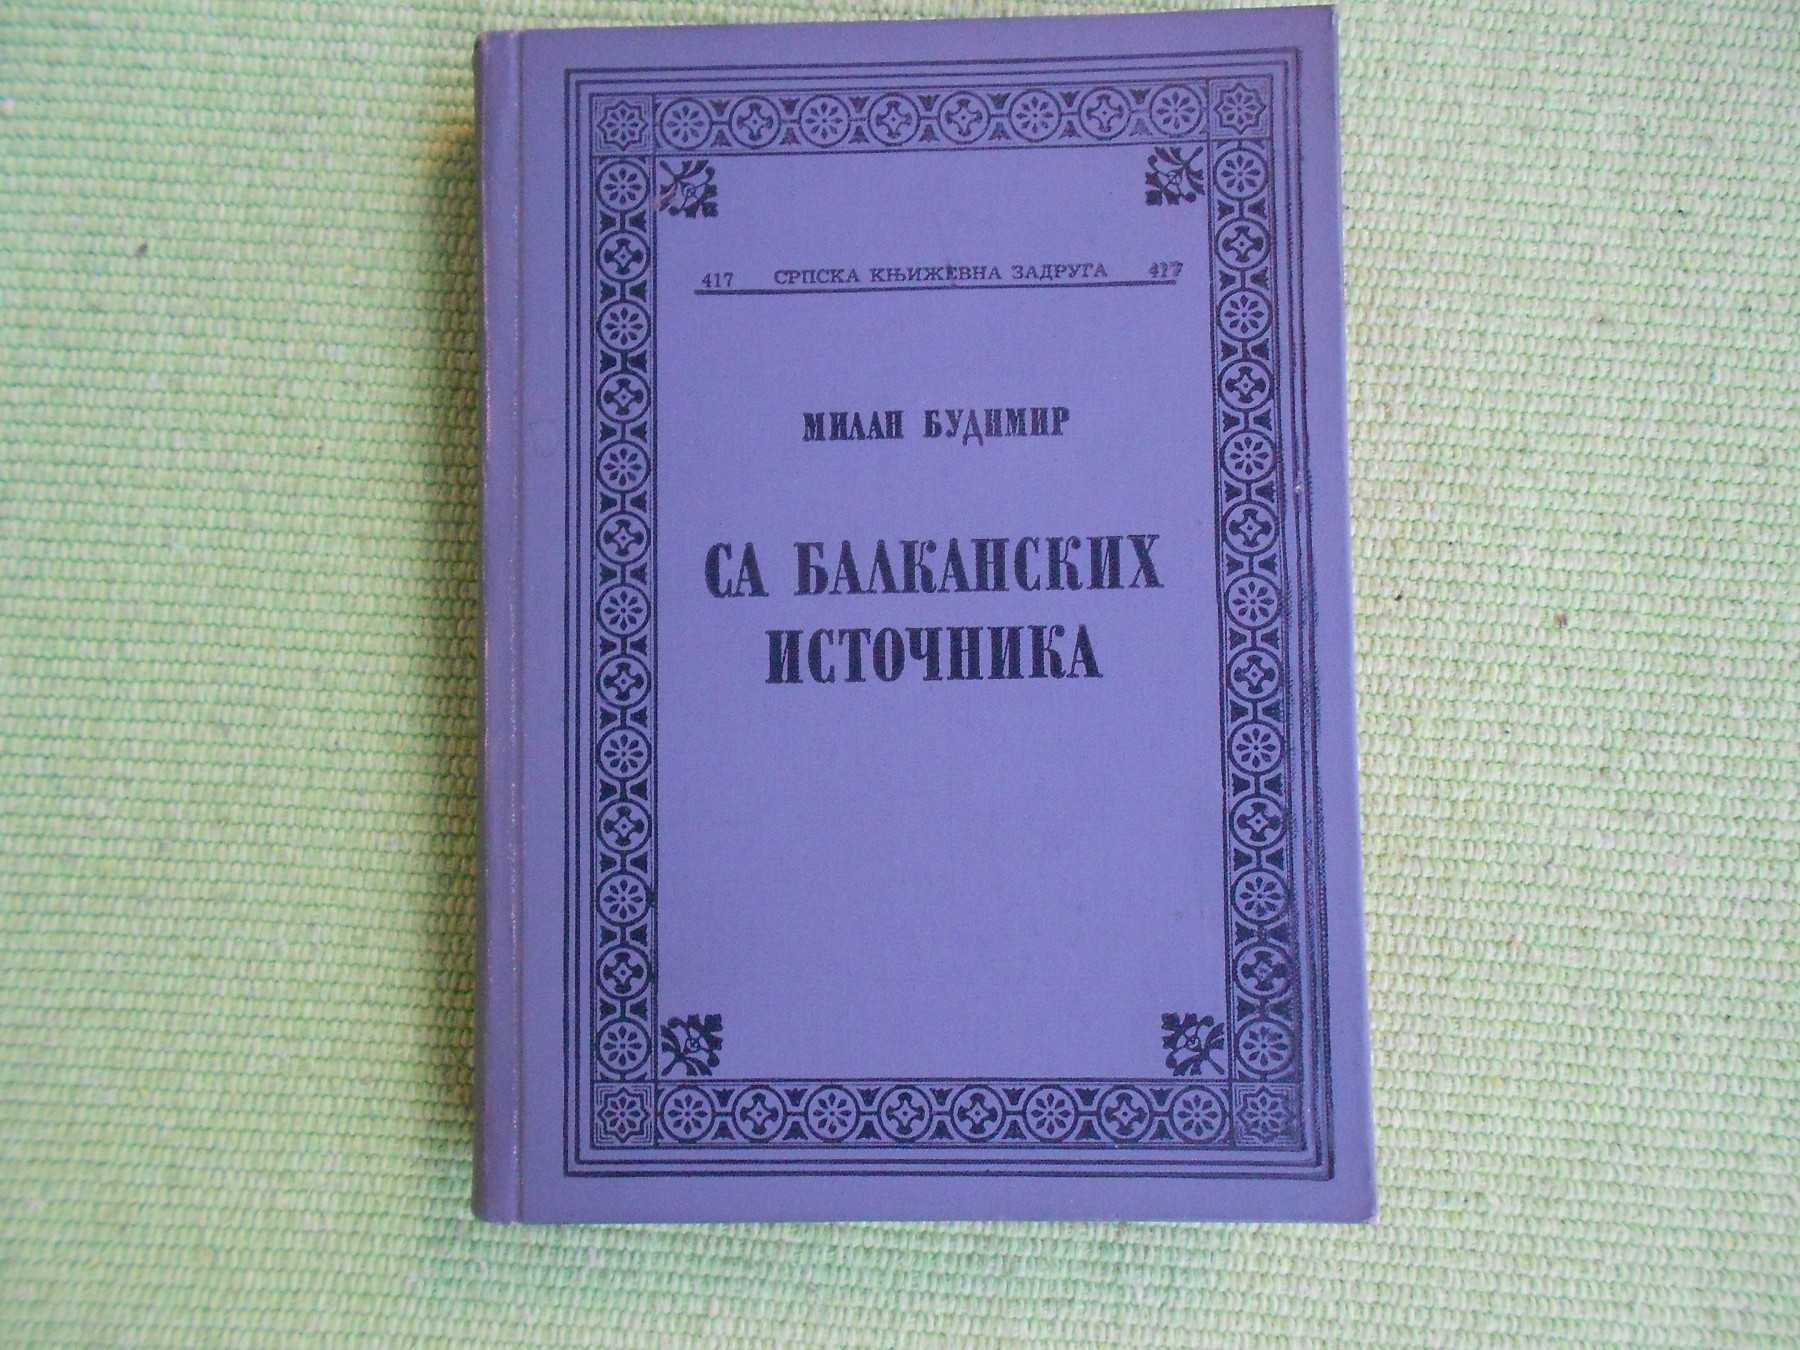 417 СРПСКА КЊИЖЕВНА ЗАДРУГА 417
МИЛАН БУДИМИР
СА БАЛКАНСКИХ
ИСТОЧНИКА